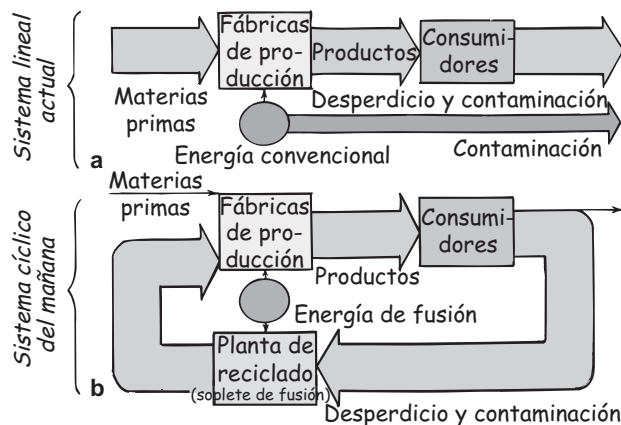 Sistema lineal
actual
a
Materias
primas
Fábricas
de pro-
ducción
Productos
Consumi-
dores
Desperdicio y contaminación
Energía convencional
Contaminación
Sistema cíclico
del mañana
b
Materias
primas
Fábricas
de pro-
ducción
Productos
Consumi-
dores
Energía de fusión
Planta de
reciclado
(soplete de fusión)
Desperdicio y contaminación